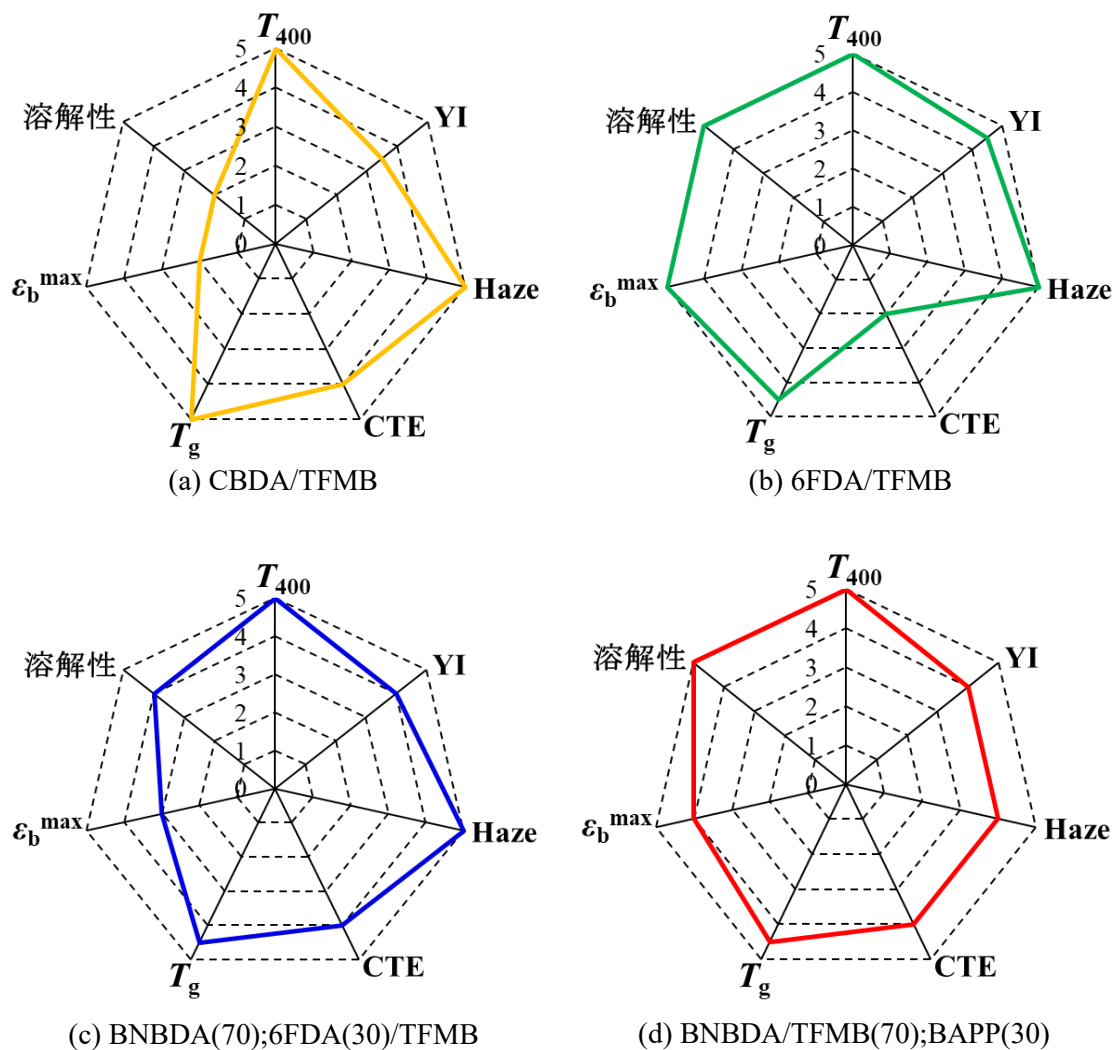 T400
5
4
3
2
1
0
溶解性
YI
εbmax
Haze
Tg
CTE
(a) CBDA/TFMB
T400
5
4
3
2
1
0
溶解性
YI
εbmax
Haze
Tg
CTE
(b) 6FDA/TFMB
T400
5
4
3
2
1
0
溶解性
YI
εbmax
Haze
Tg
CTE
(c) BNBDA(70);6FDA(30)/TFMB
T400
5
4
3
2
1
0
溶解性
YI
εbmax
Haze
Tg
CTE
(d) BNBDA/TFMB(70);BAPP(30)